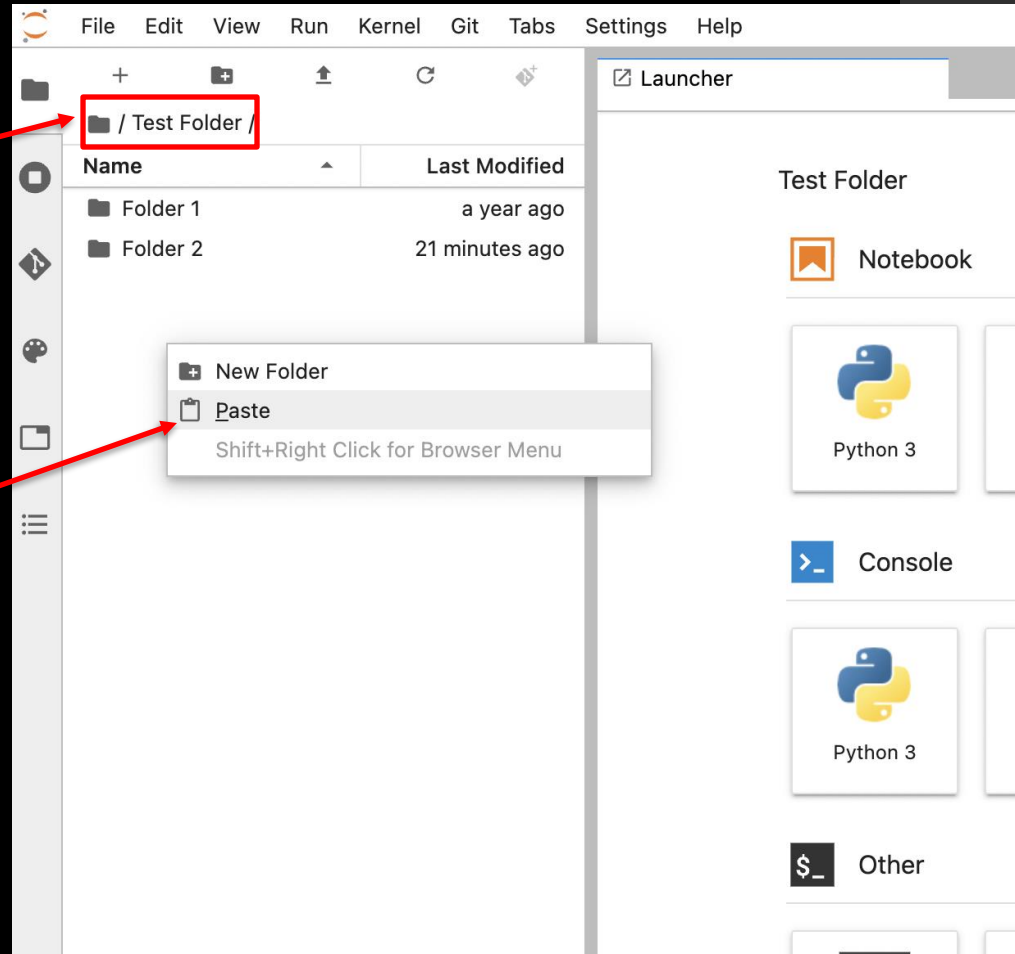 File Edit View Run Kernel Git Tabs Settings Help
Launcher
/ Test Folder /
Name Last Modified
Folder 1 a year ago
Folder 2 21 minutes ago
New Folder
Paste
Shift+Right Click for Browser Menu
Test Folder
Notebook
Python 3
Console
Python 3
$_ Other